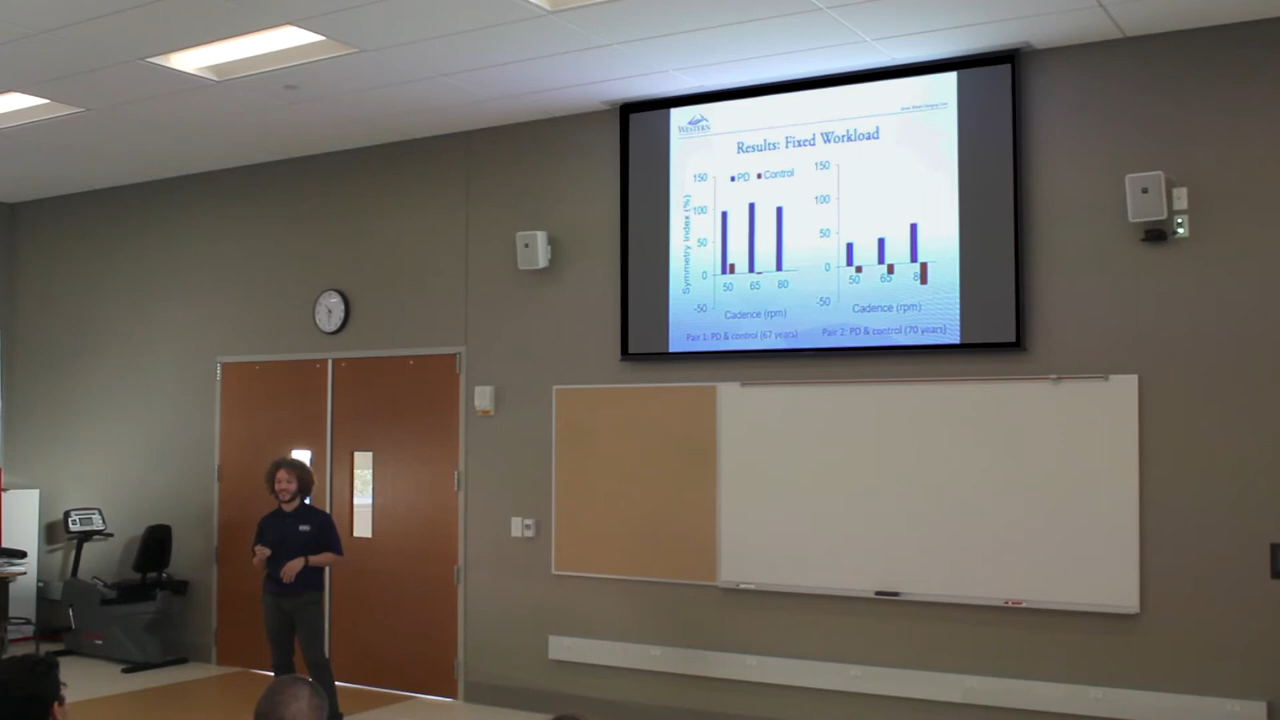 WESTERN
Results: Fixed Workload
150
PD
Control
100
50
0
-50
Symmetry Index (%)
50
65
80
Cadence (rpm)
Pair 1: PD & control (67 years)
150
100
50
0
-50
50
65
80
Cadence (rpm)
Pair 2: PD & control (70 years)